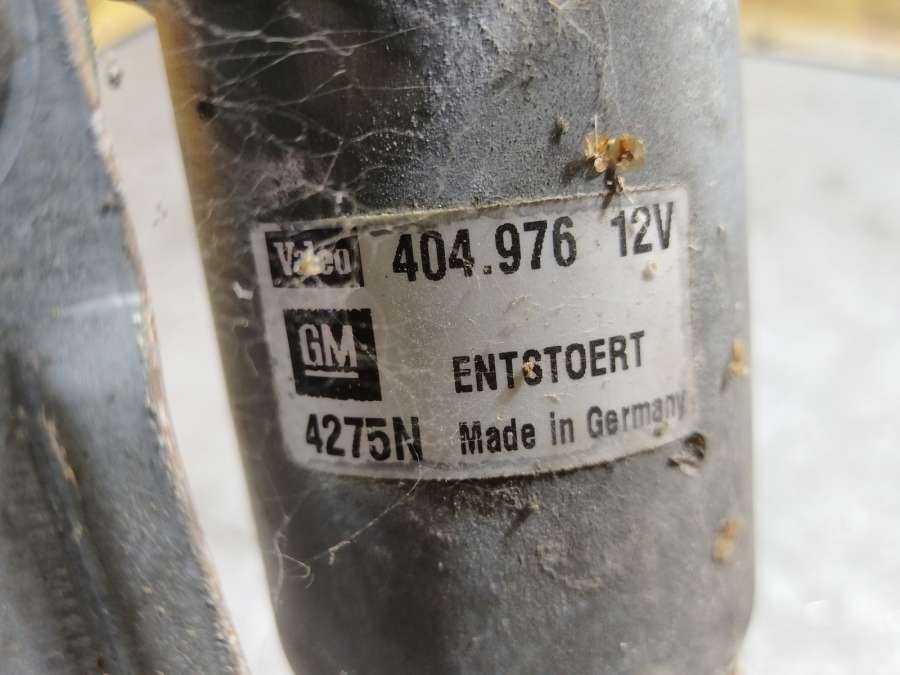 Valeo 404.976 12V
GM
ENTSTOERT
4275N Made in Germany